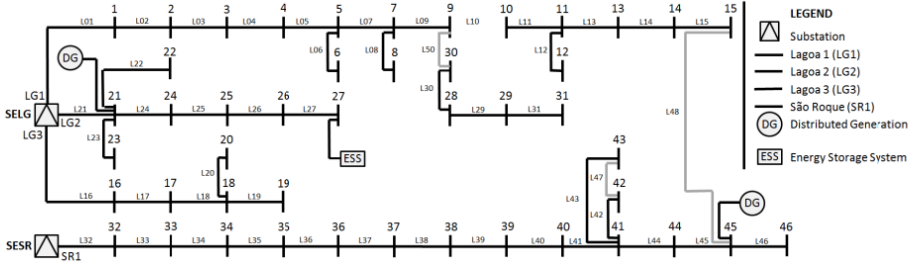 1 2 3 4 5 7 9 10 11 13 14 15 LEGEND
L01 L02 L03 L04 L05 L07 L09 L10 L11 L13 L14 L15
Substation
22 L06 6 L08 8 L50 30 L12 12
DG L22 Lagoa 1 (LG1)
Lagoa 2 (LG2)
LG1 21 24 25 26 27 L30 28 29 31 Lagoa 3 (LG3)
SELG LG2 L21 L24 L25 L26 L27 L29 L31 L48 São Roque (SR1)
LG3 DG Distributed Generation
L23 23 20 43
ESS ESS Energy Storage System
L20 L47 42
16 17 18 19 L43 L42 DG
L16 L17 L18 L19
32 33 34 35 36 37 38 39 40 41 44 45 46
SESR L32 L33 L34 L35 L36 L37 L38 L39 L40 L41 L44 L45 L46
SR1